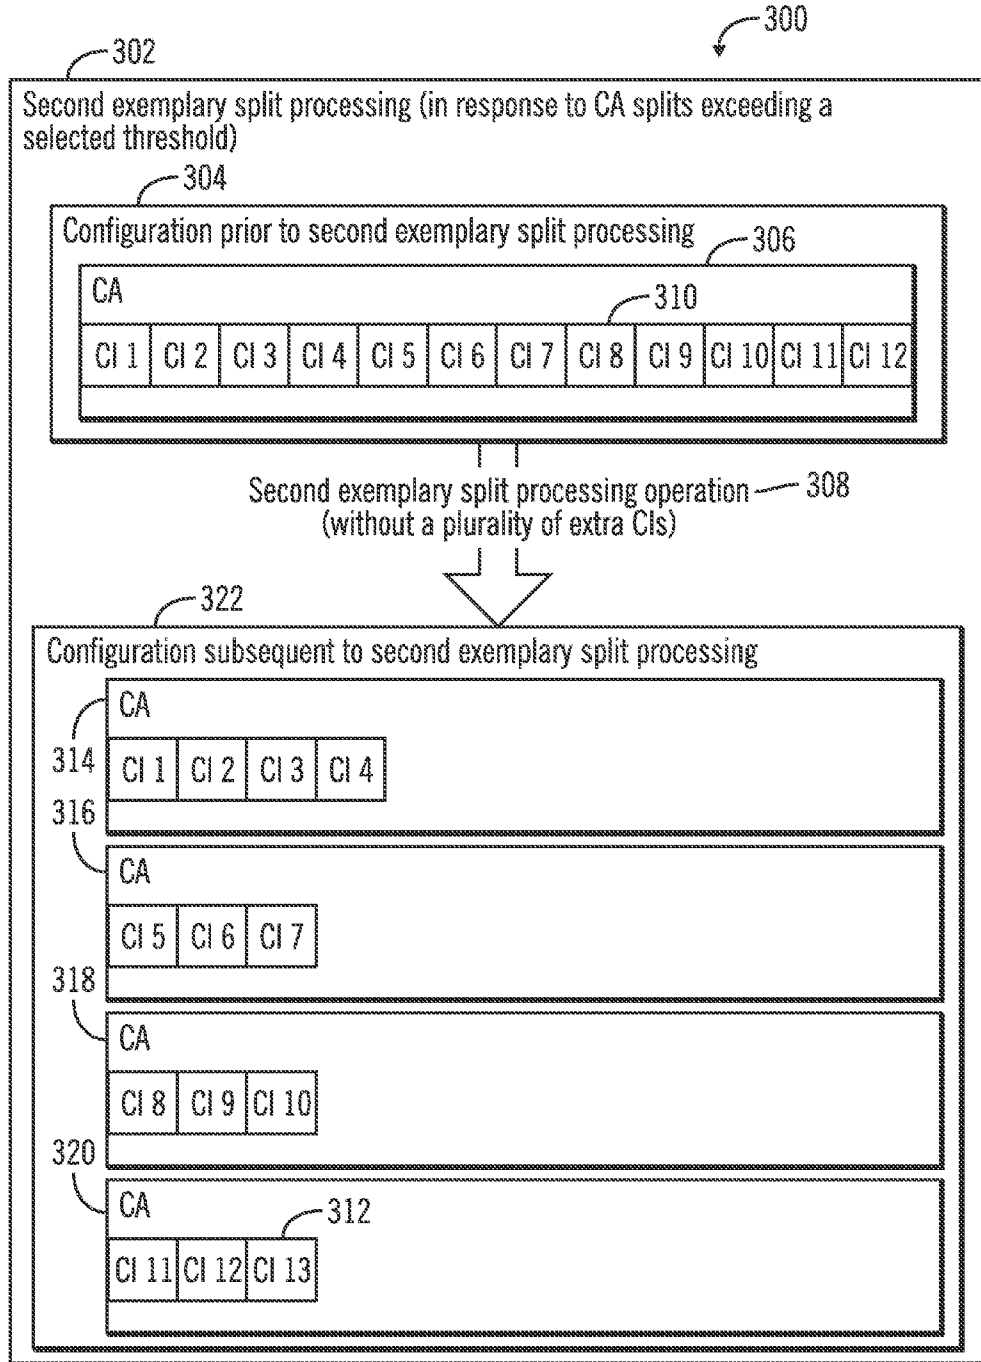 300
302
Second exemplary split processing (in response to CA splits exceeding a
selected threshold)
304
Configuration prior to second exemplary split processing
306
CA
310
CI 1 CI 2 CI 3 CI 4 CI 5 CI 6 CI 7 CI 8 CI 9 CI 10 CI 11 CI 12
Second exemplary split processing operation 308
(without a plurality of extra CIs)
322
Configuration subsequent to second exemplary split processing
CA
314
CI 1 CI 2 CI 3 CI 4
316
CA
CI 5 CI 6 CI 7
318
CA
CI 8 CI 9 CI 10
320
CA
312
CI 11 CI 12 CI 13